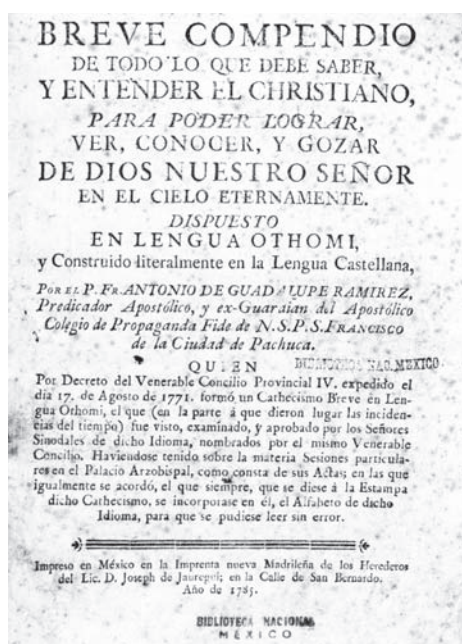 BREVE COMPENDIO
DE TODO LO QUE DEBE SABER,
Y ENTENDER EL CHRISTIANO,
PARA PODER LOGRAR,
VER, CONOCER, Y GOZAR
DE DIOS NUESTRO SEÑOR
EN EL CIELO ETERNAMENTE.
DISPUESTO
EN LENGUA OTHOMI,
y Construido literalmente en la Lengua Castellana,
POR EL P. FR. ANTONIO DE GUADALUPE RAMIREZ,
Predicador Apostólico, y ex-Guardian del Apostólico
Colegio de Propaganda Fide de N.S.P.S. FRANCISCO
de la Ciudad de Pachuca.
QUIEN
BIBLIOTECA NAC. MEXICO
Por Decreto del Venerable Concilio Provincial IV. expedido el
dia 17. de Agosto de 1771. formó un Cathecismo Breve en Len-
gua Othomi, el que (en la parte á que dieron lugar las inciden-
cias del tiempo) fue visto, examinado, y aprobado por los Señores
Sinodales de dicho Idioma, nombrados por el mismo Venerable
Concilio. Haviendose tenido sobre la materia Sesiones particula-
res en el Palacio Arzobispal, como consta de sus Actas; en las que
igualmente se acordó, el que siempre, que se diese á la Estampa
dicho Cathecismo, se incorporase en él, el Alfabeto de dicho
Idioma, para que se pudiese leer sin error.
Impreso en México en la Imprenta nueva Madrileña de los Herederos
del Lic. D. Joseph de Jauregui; en la Calle de San Bernardo.
Año de 1785.
BIBLIOTECA NACIONAL
MEXICO